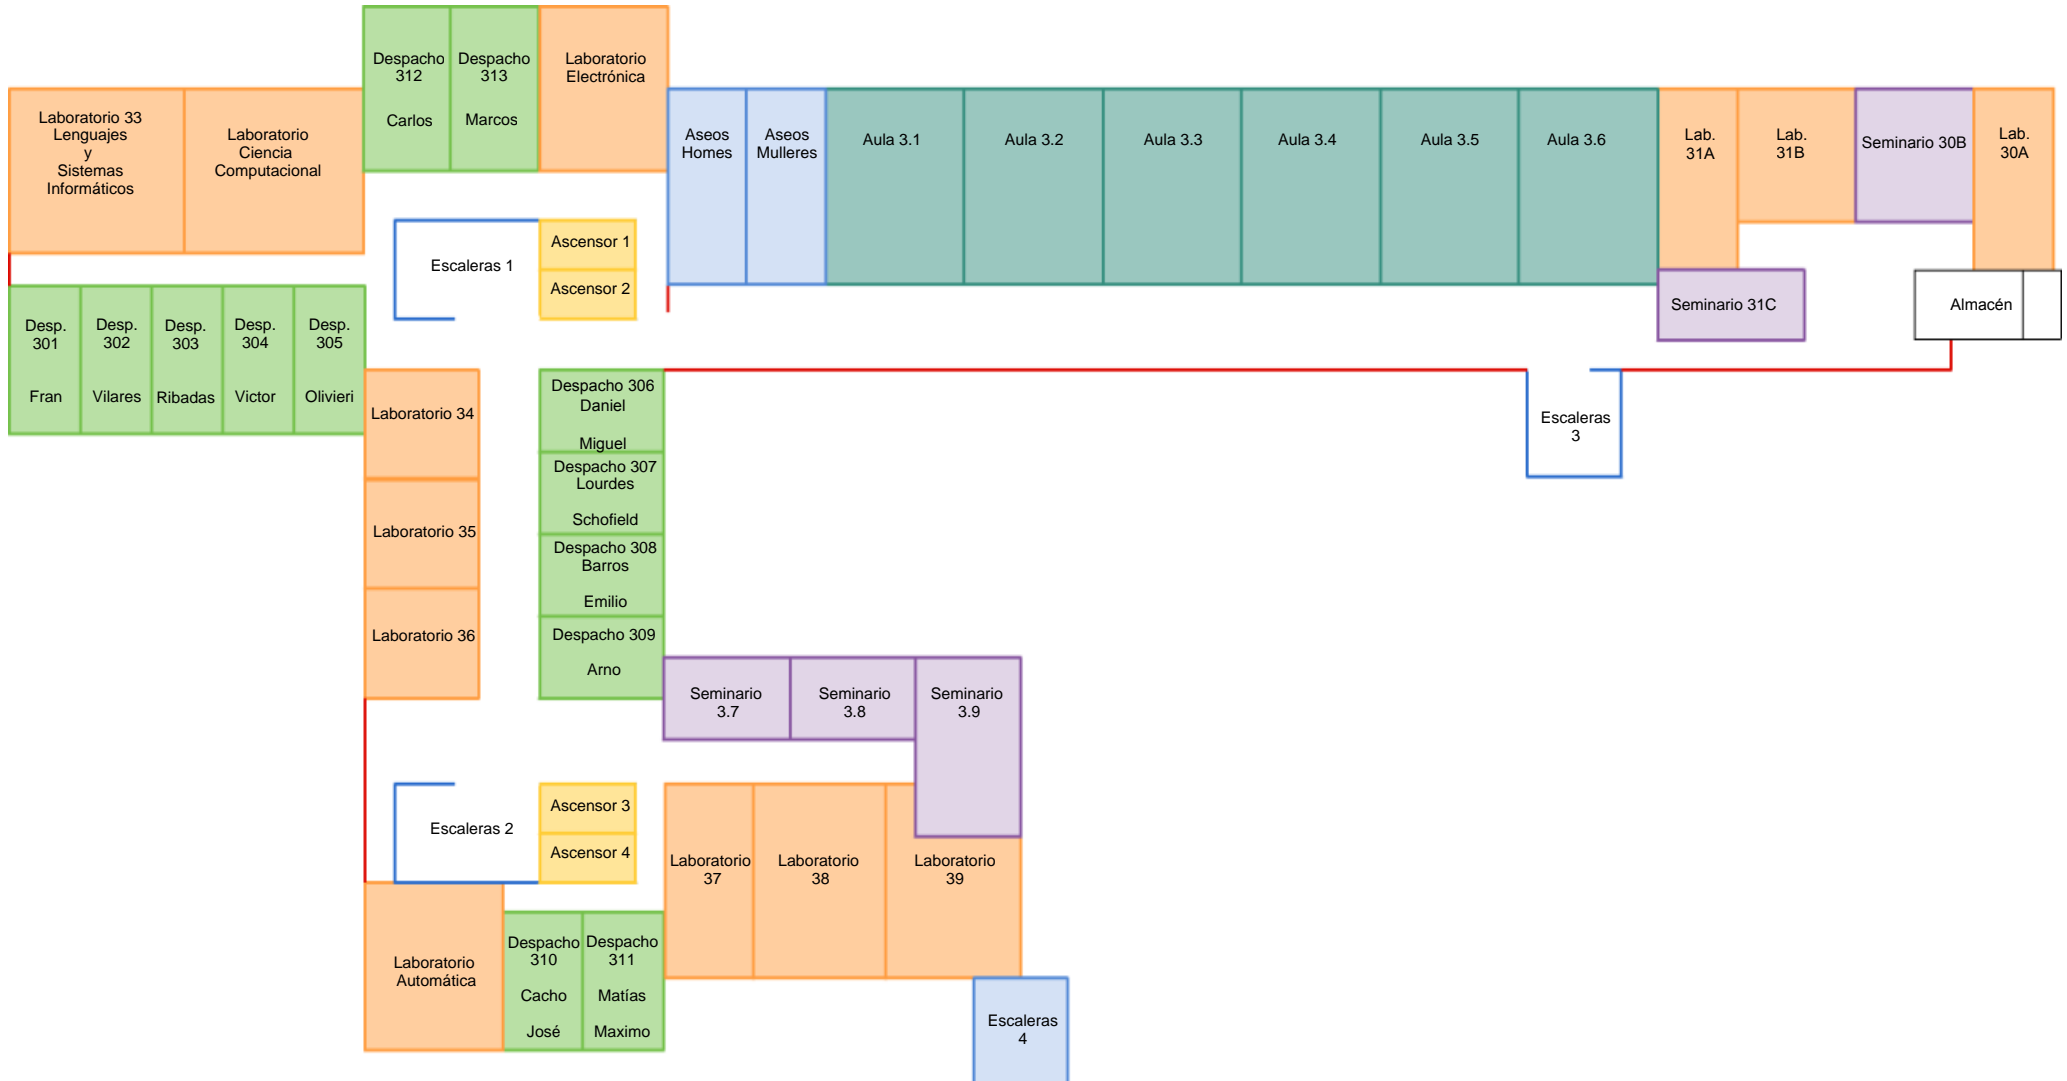 Despacho
312
Carlos
Despacho
313
Marcos
Laboratorio
Electrónica
Laboratorio 33
Lenguajes
y
Sistemas
Informáticos
Laboratorio
Ciencia
Computacional
Aseos
Homes
Aseos
Mulleres
Aula 3.1
Aula 3.2
Aula 3.3
Aula 3.4
Aula 3.5
Aula 3.6
Lab.
31A
Lab.
31B
Seminario 30B
Lab.
30A
Escaleras 1
Ascensor 1
Ascensor 2
Seminario 31C
Almacén
Desp.
301
Fran
Desp.
302
Vilares
Desp.
303
Ribadas
Desp.
304
Victor
Desp.
305
Olivieri
Laboratorio 34
Laboratorio 35
Laboratorio 36
Despacho 306
Daniel
Miguel
Despacho 307
Lourdes
Schofield
Despacho 308
Barros
Emilio
Despacho 309
Arno
Escaleras
3
Seminario
3.7
Seminario
3.8
Seminario
3.9
Escaleras 2
Ascensor 3
Ascensor 4
Laboratorio
37
Laboratorio
38
Laboratorio
39
Laboratorio
Automática
Despacho
310
Cacho
José
Despacho
311
Matías
Maximo
Escaleras
4